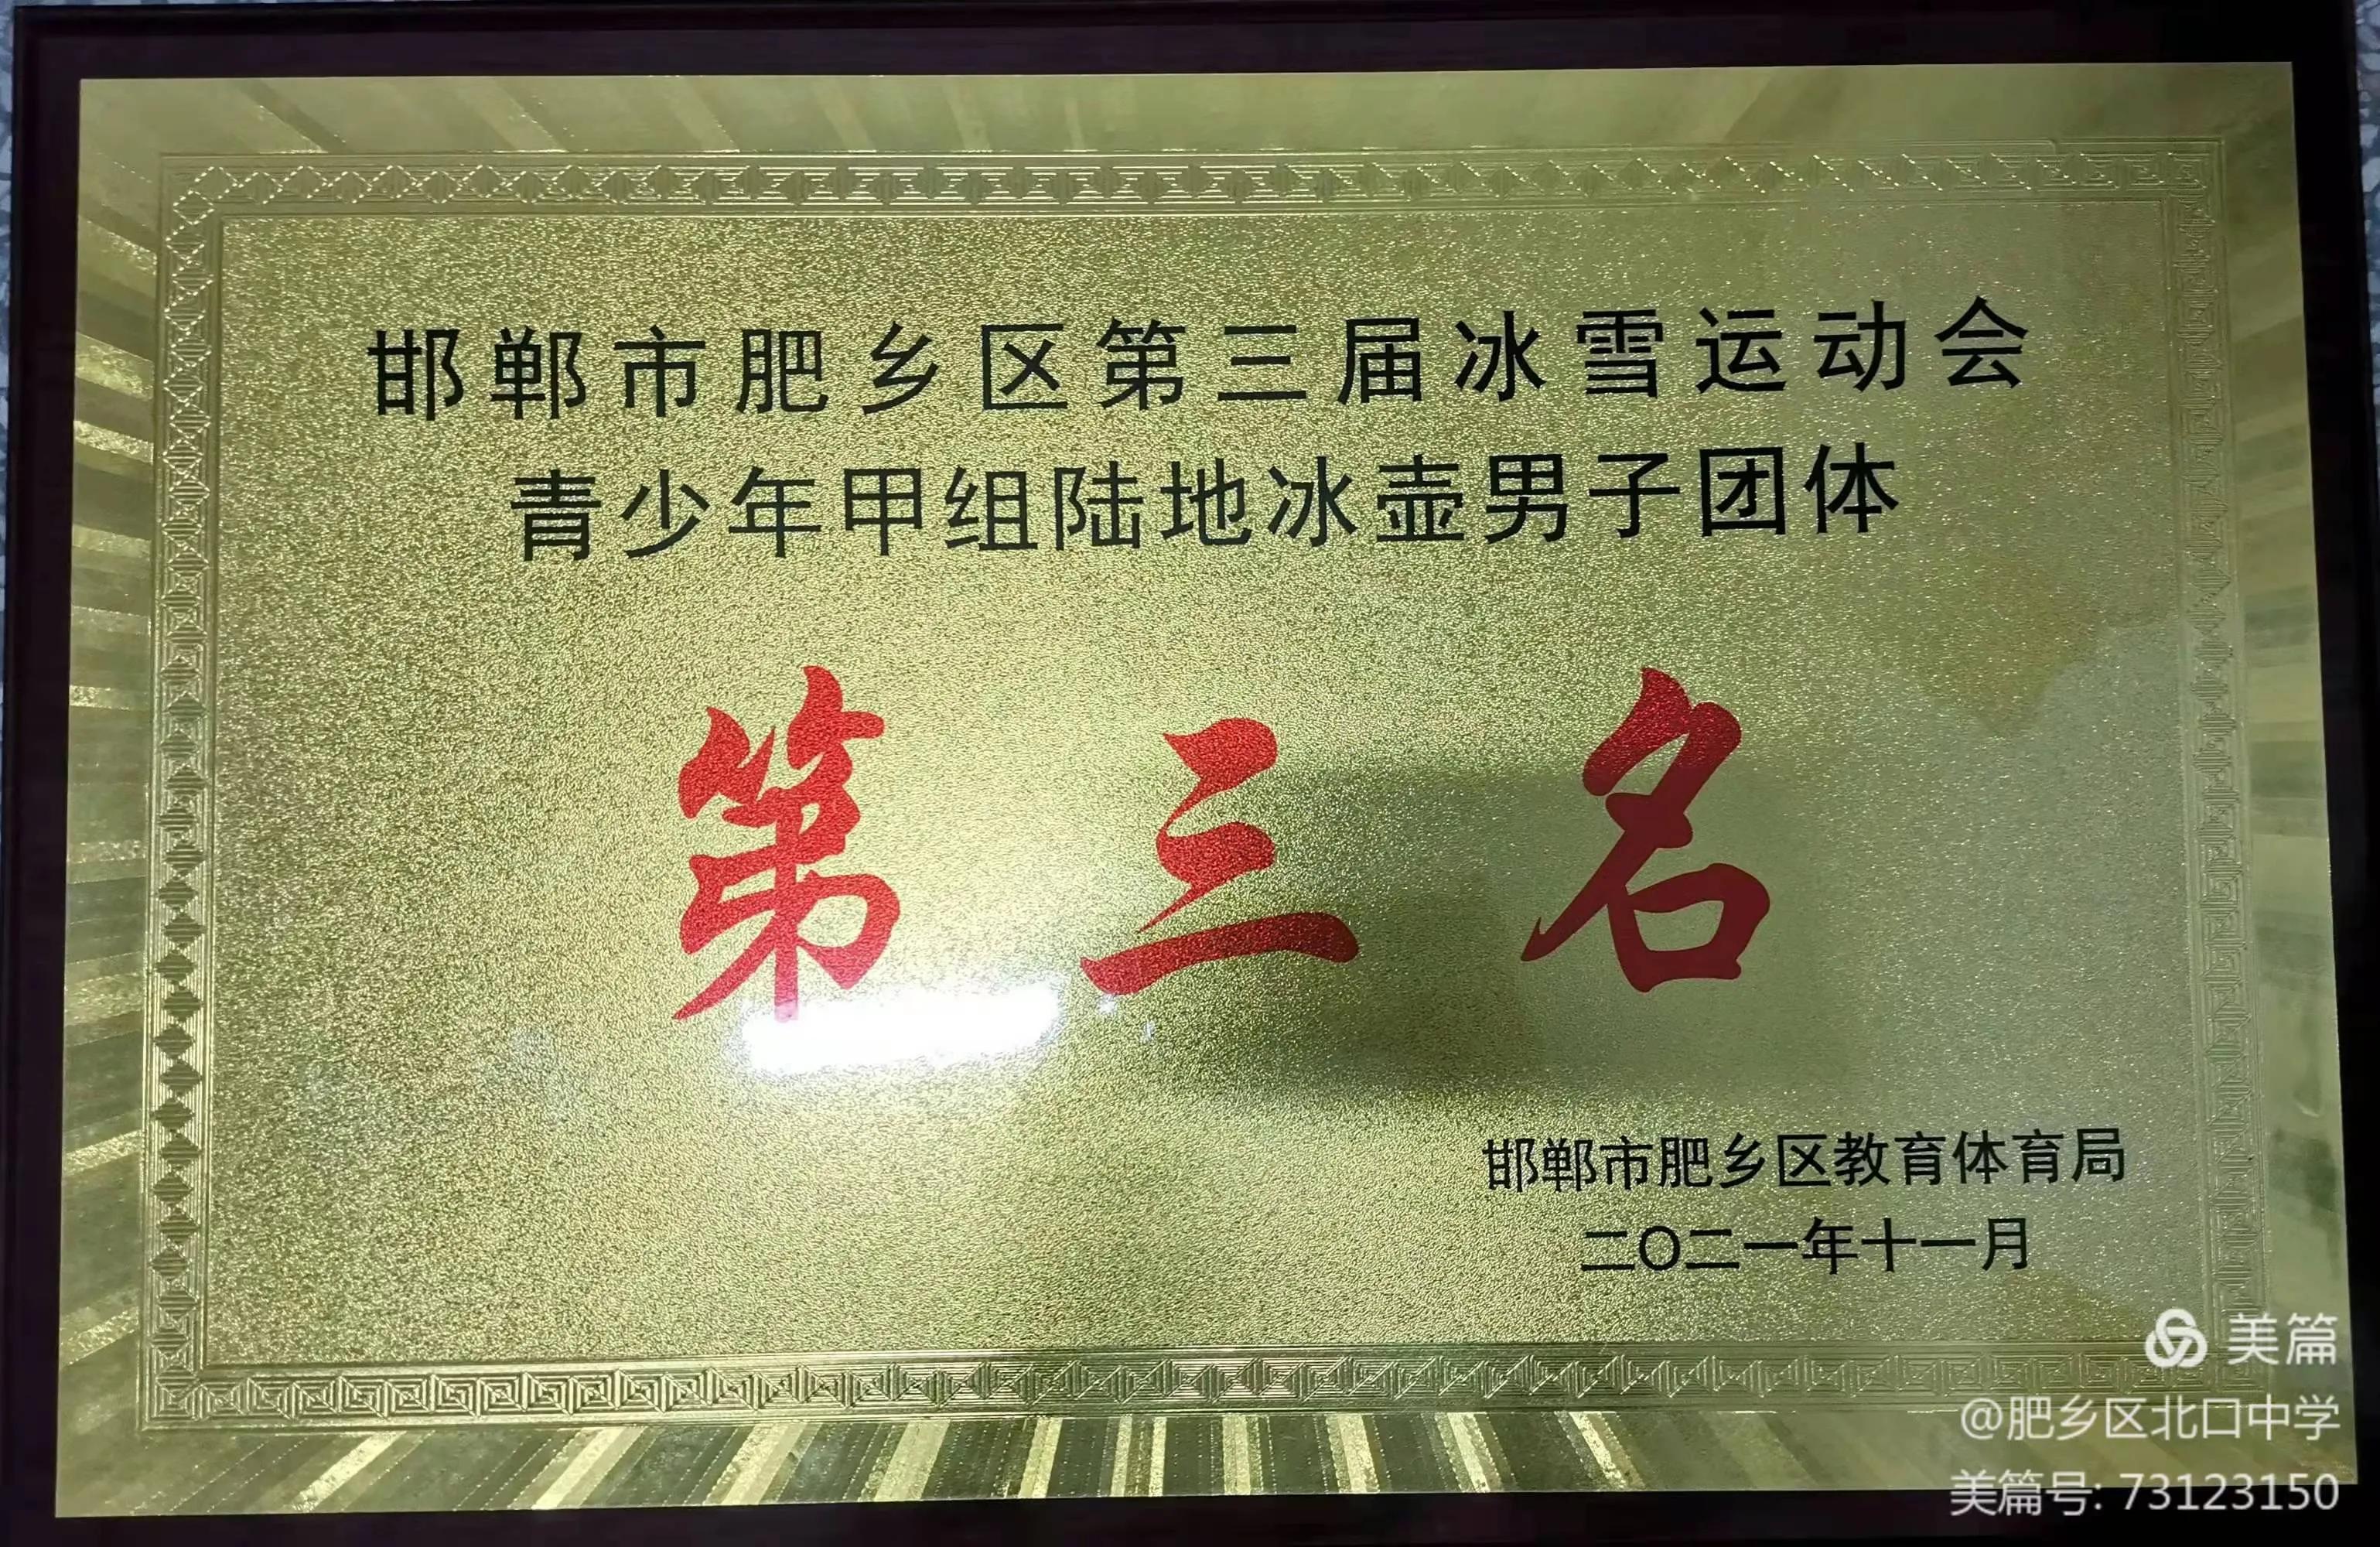 邯郸市肥乡区第三届冰雪运动会
青少年甲组陆地冰壶男子团体
第三名
邯郸市肥乡区教育体育局
二〇二一年十一月
美篇
@肥乡区北口中学
美篇号: 73123150